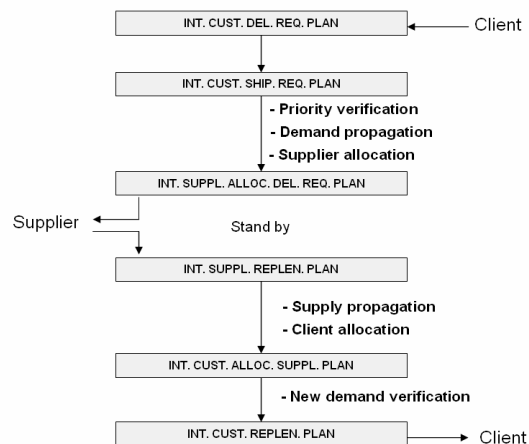 INT. CUST. DEL. REQ. PLAN
Client
INT. CUST. SHIP. REQ. PLAN
- Priority verification
- Demand propagation
- Supplier allocation
INT. SUPPL. ALLOC. DEL. REQ. PLAN
Supplier
Stand by
INT. SUPPL. REPLEN. PLAN
- Supply propagation
- Client allocation
INT. CUST. ALLOC. SUPPL. PLAN
- New demand verification
INT. CUST. REPLEN. PLAN
Client